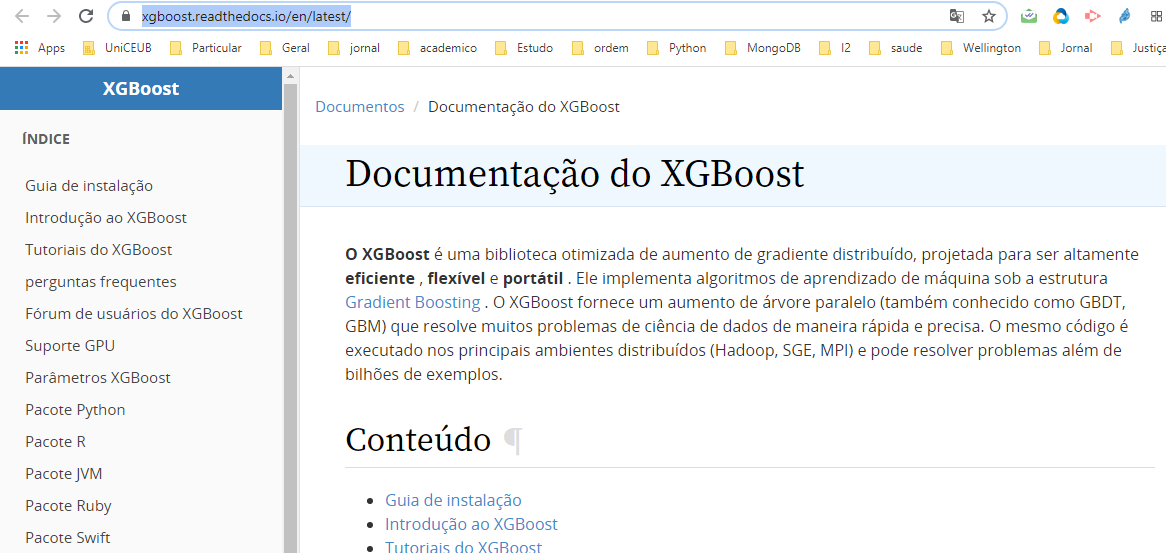 xgboost.readthedocs.io/en/latest/
Apps UniCEUB Particular Geral jornal academico Estudo ordem Python MongoDB I2 saude Wellington Jornal Justiça
XGBoost
ÍNDICE
Guia de instalação
Introdução ao XGBoost
Tutoriais do XGBoost
perguntas frequentes
Fórum de usuários do XGBoost
Suporte GPU
Parâmetros XGBoost
Pacote Python
Pacote R
Pacote JVM
Pacote Ruby
Pacote Swift
Documentos / Documentação do XGBoost
Documentação do XGBoost
O XGBoost é uma biblioteca otimizada de aumento de gradiente distribuído, projetada para ser altamente
eficiente , flexível e portátil . Ele implementa algoritmos de aprendizado de máquina sob a estrutura
Gradient Boosting . O XGBoost fornece um aumento de árvore paralelo (também conhecido como GBDT,
GBM) que resolve muitos problemas de ciência de dados de maneira rápida e precisa. O mesmo código é
executado nos principais ambientes distribuídos (Hadoop, SGE, MPI) e pode resolver problemas além de
bilhões de exemplos.
Conteúdo ¶
• Guia de instalação
• Introdução ao XGBoost
• Tutoriais do XGBoost